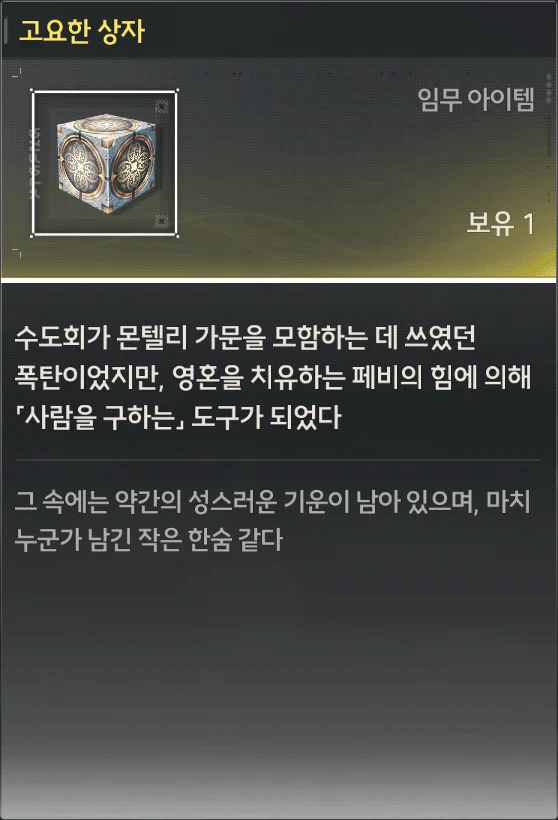 고요한 상자
임무 아이템
보유 1
수도회가 몬텔리 가문을 모함하는 데 쓰였던
폭탄이었지만, 영혼을 치유하는 페비의 힘에 의해
「사람을 구하는」 도구가 되었다
그 속에는 약간의 성스러운 기운이 남아 있으며, 마치
누군가 남긴 작은 한숨 같다